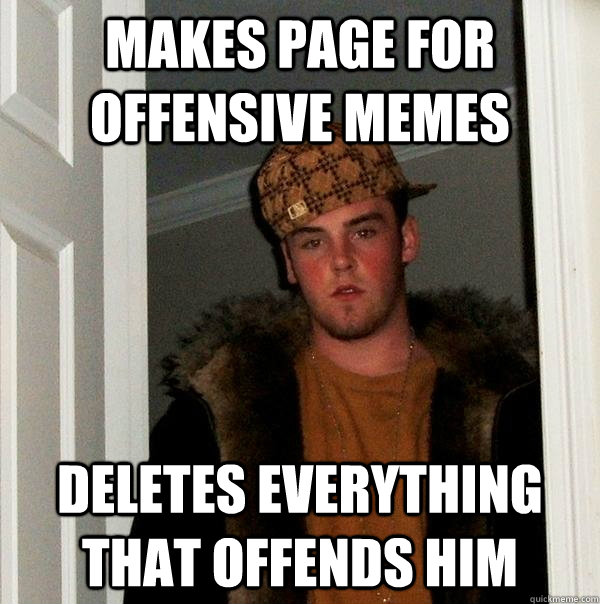 MAKES PAGE FOR
OFFENSIVE MEMES
DELETES EVERYTHING
THAT OFFENDS HIM
quickmeme.com